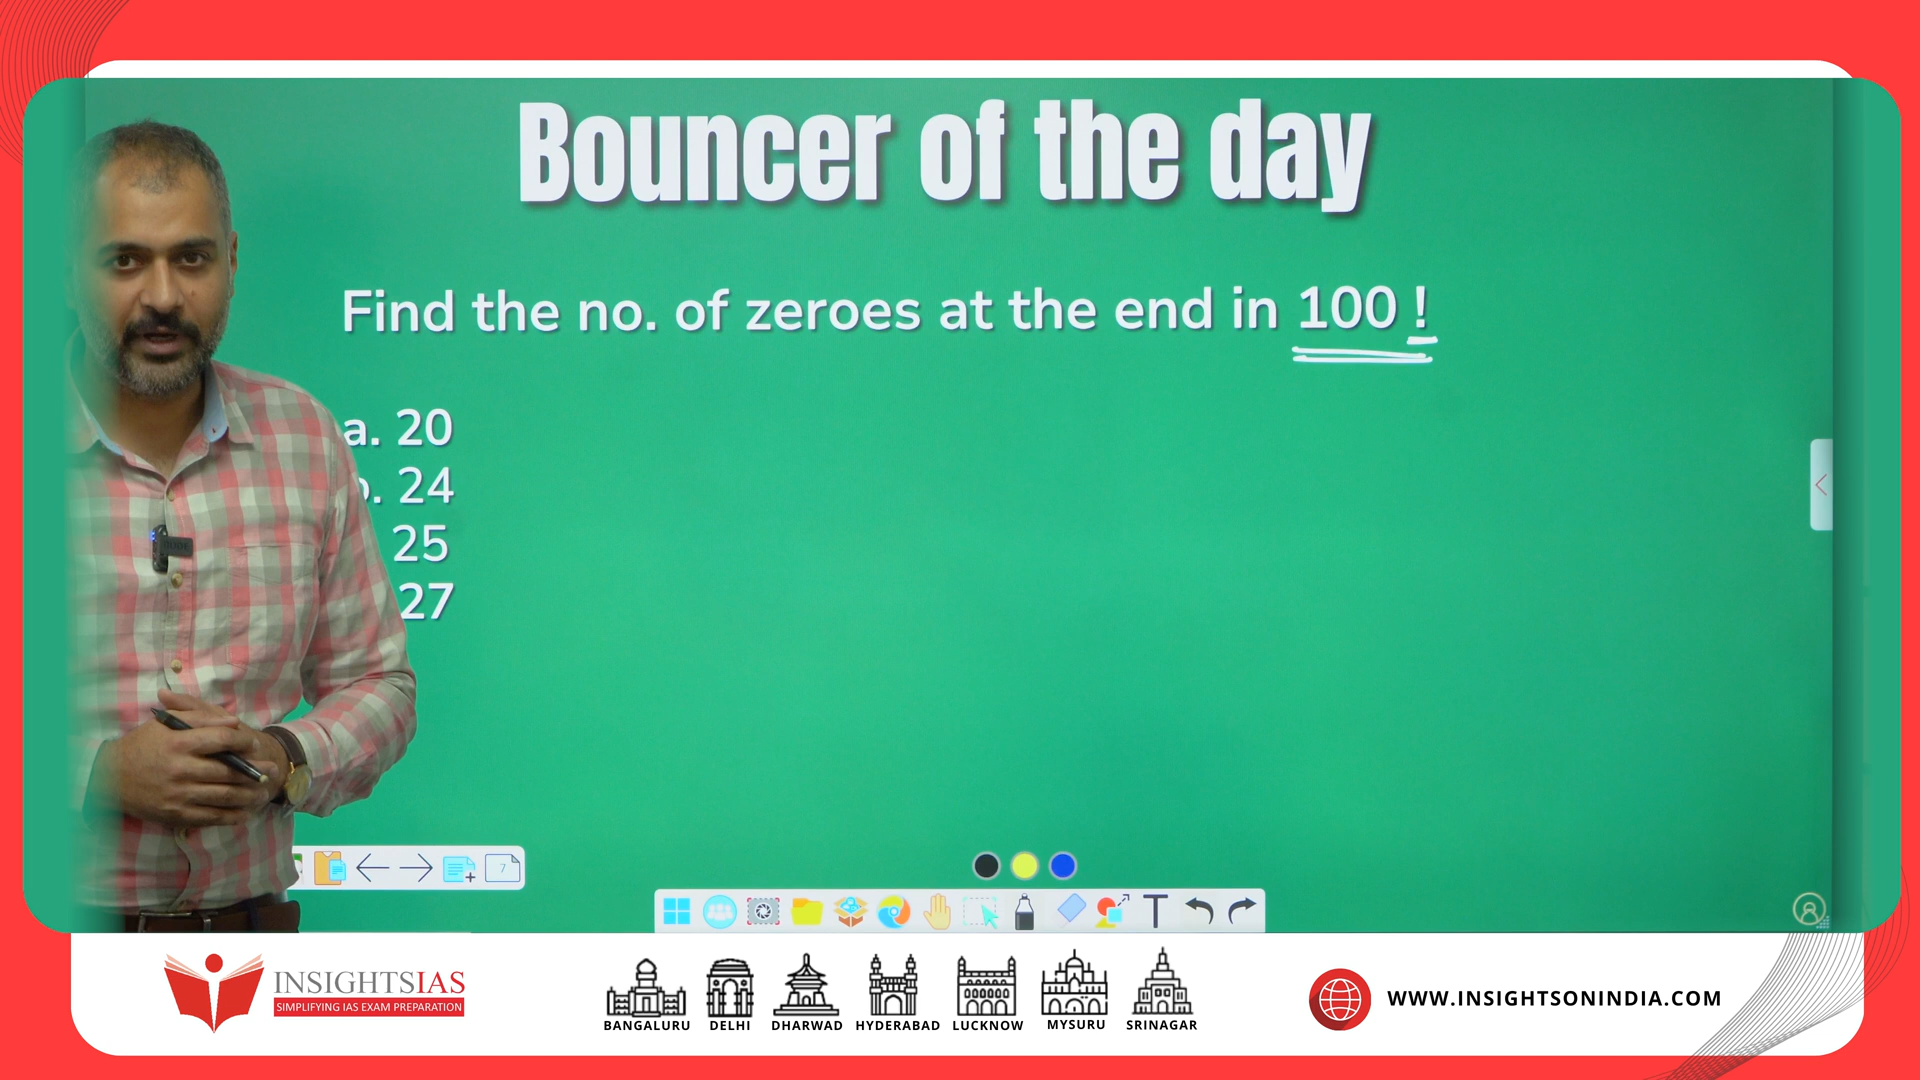 Bouncer of the day
Find the no. of zeroes at the end in 100 !
a. 20
. 24
25
27
7
T
INSIGHTSIAS
SIMPLIFYING IAS EXAM PREPARATION
BANGALURU DELHI DHARWAD HYDERABAD LUCKNOW MYSURU SRINAGAR
WWW.INSIGHTSONINDIA.COM